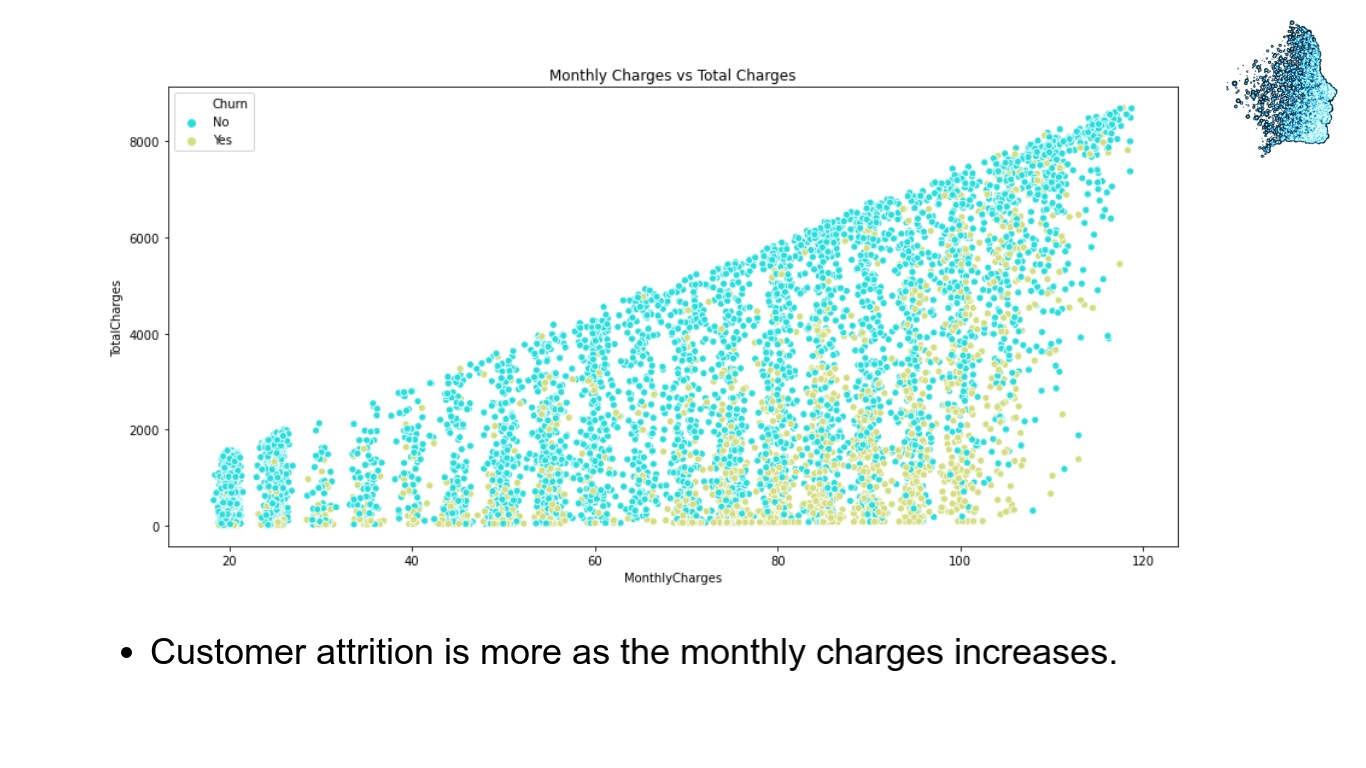 Monthly Charges vs Total Charges
Churn
No
Yes
8000
6000
4000
2000
0
TotalCharges
20 40 60 80 100 120
MonthlyCharges
• Customer attrition is more as the monthly charges increases.